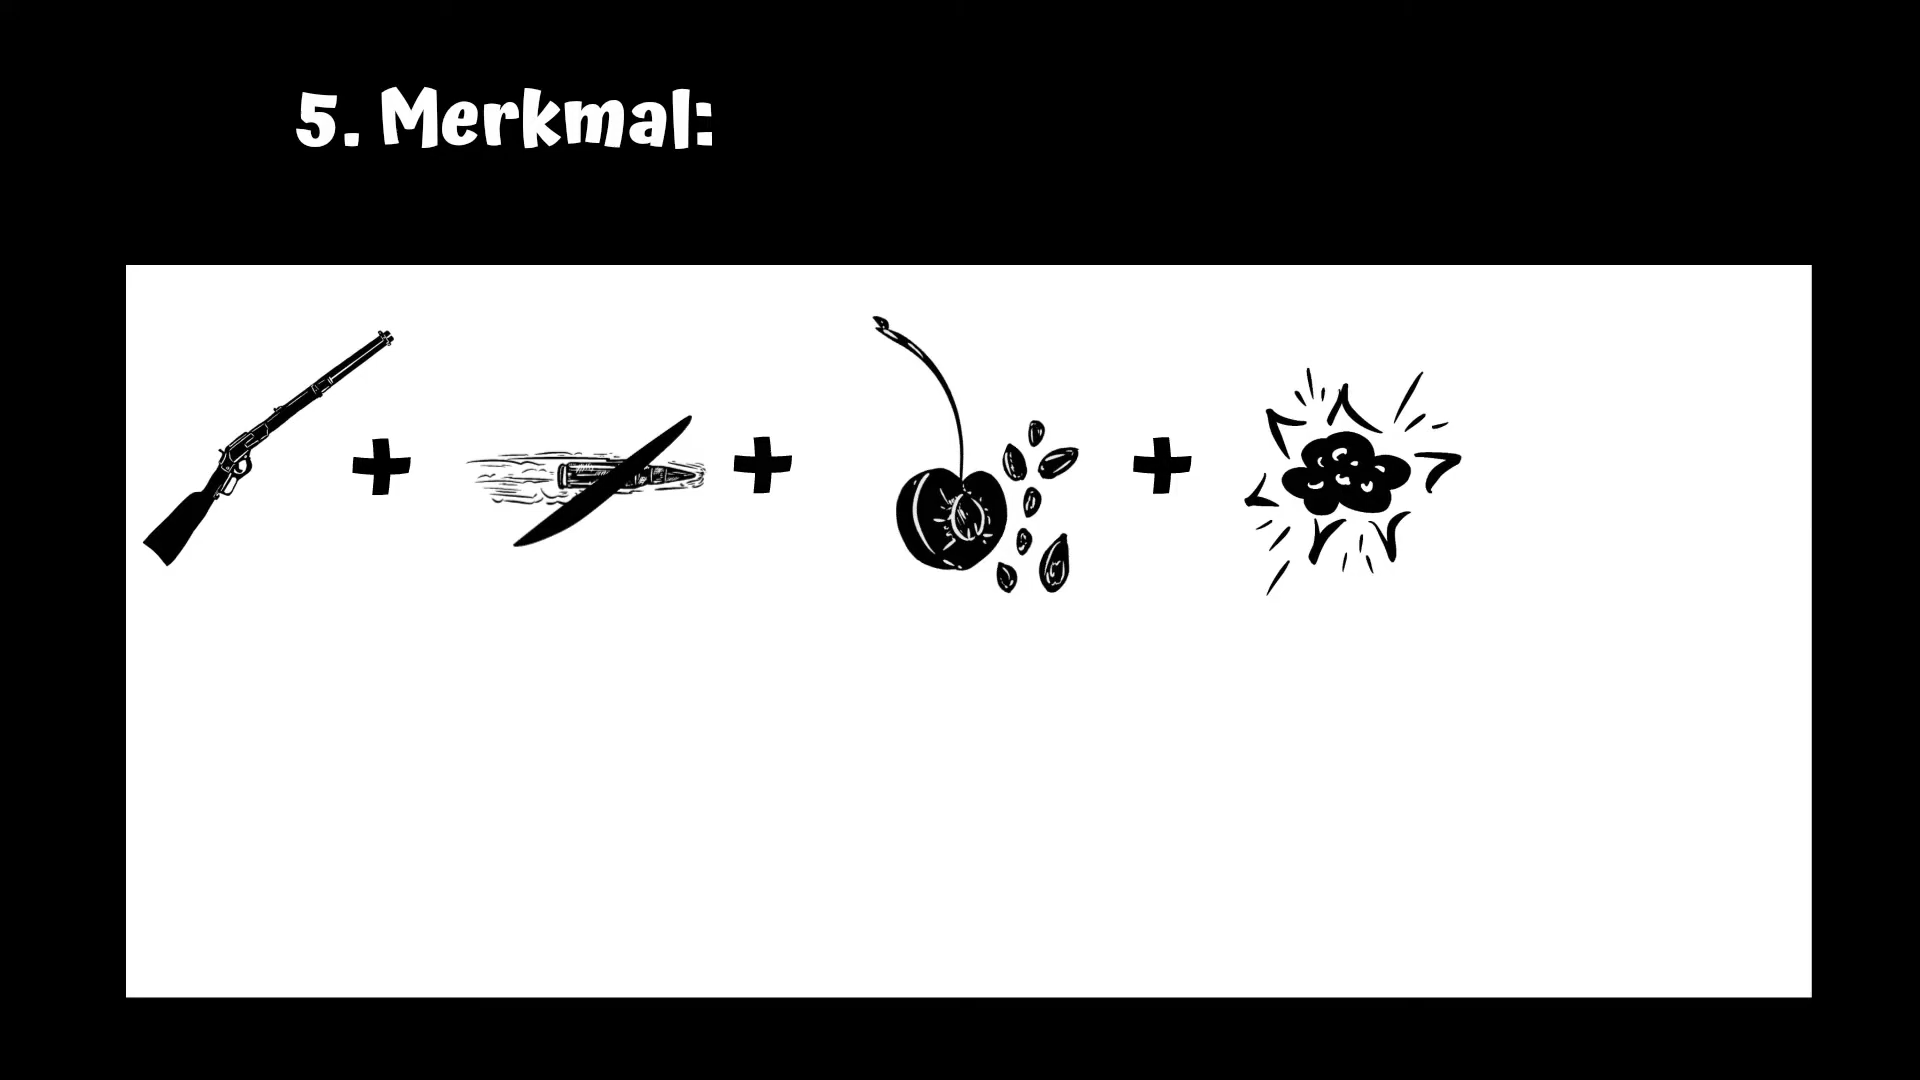 5. Merkmal:
+ + +